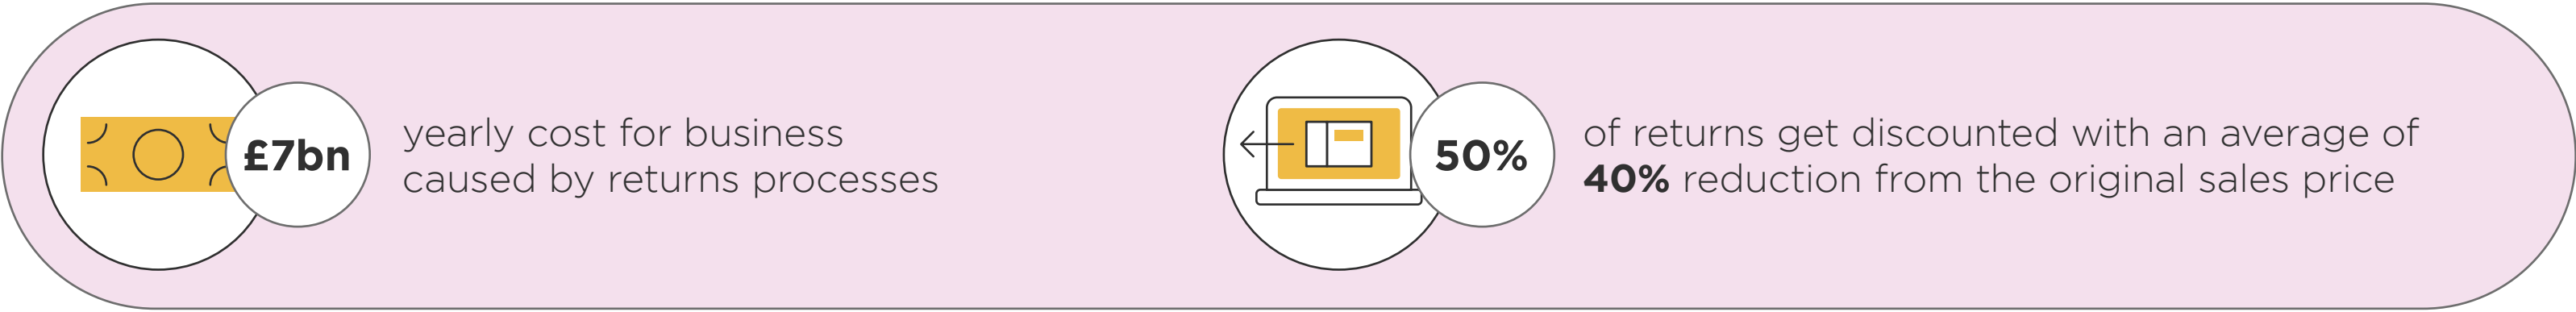 £7bn
yearly cost for business
caused by returns processes
50%
of returns get discounted with an average of
40% reduction from the original sales price